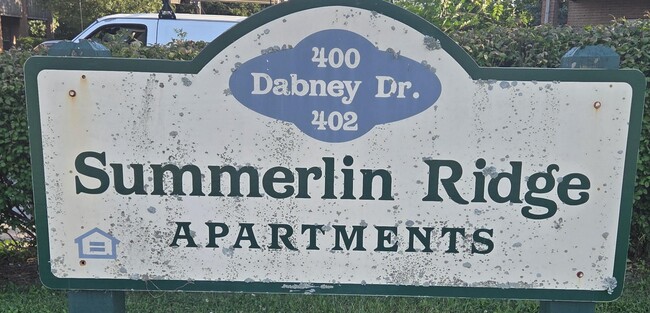 400
Dabney Dr.
402
Summerlin Ridge
APARTMENTS